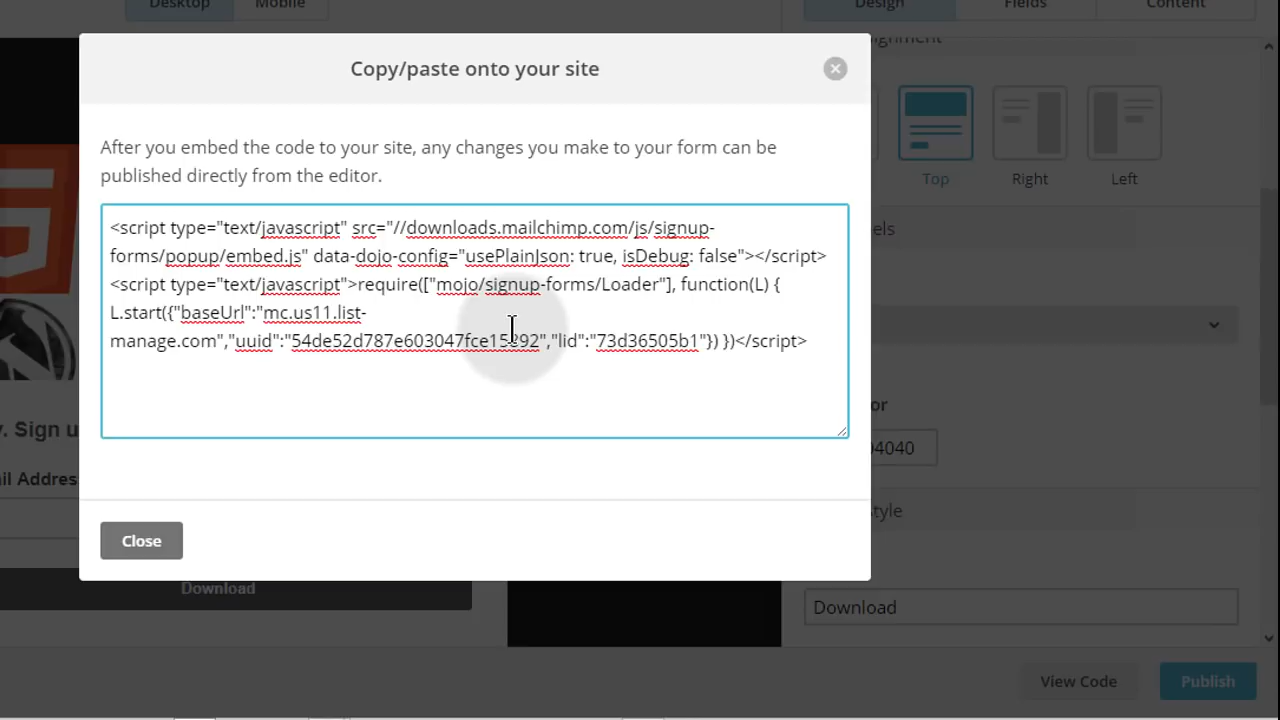 Desktop
Mobile
Design
Fields
Content
Copy/paste onto your site
After you embed the code to your site, any changes you make to your form can be
published directly from the editor.
<script type="text/javascript" src="//downloads.mailchimp.com/js/signup-
forms/popup/embed.js" data-dojo-config="usePlainJson: true, isDebug: false"></script>
<script type="text/javascript">require(["mojo/signup-forms/Loader"], function(L) {
L.start({"baseUrl":"mc.us11.list-
manage.com","uuid":"54de52d787e603047fce15892","lid":"73d36505b1"}) })</script>
Top
Right
Left
Close
Download
Download
View Code
Publish